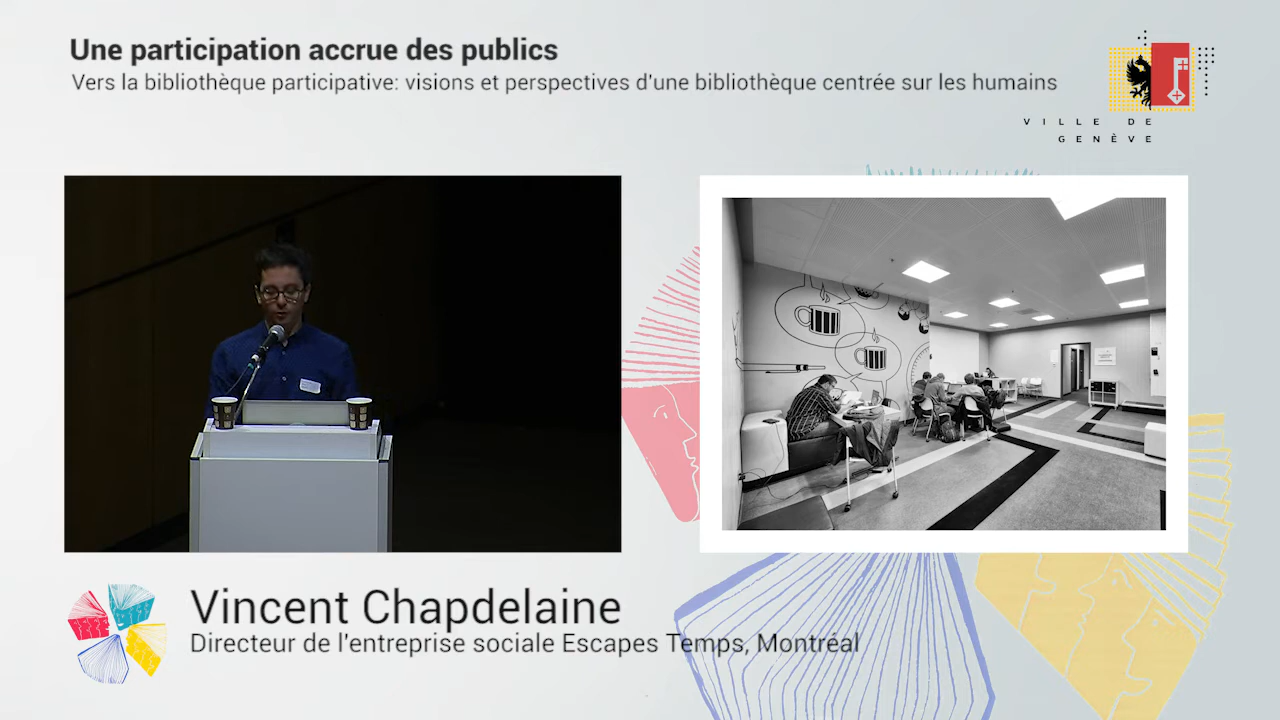 Une participation accrue des publics
Vers la bibliothèque participative: visions et perspectives d'une bibliothèque centrée sur les humains
VILLE DE
GENÈVE
Vincent Chapdelaine
Directeur de l'entreprise sociale Escapes Temps, Montréal